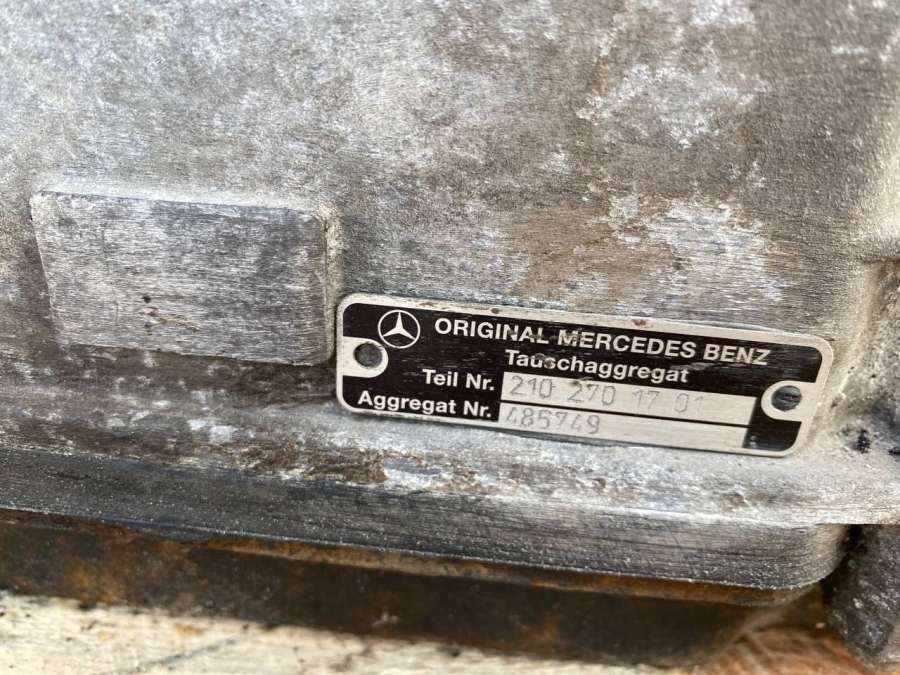 ORIGINAL MERCEDES BENZ
Tauschaggregat
Teil Nr. 210 270 17 01
Aggregat Nr. 485749